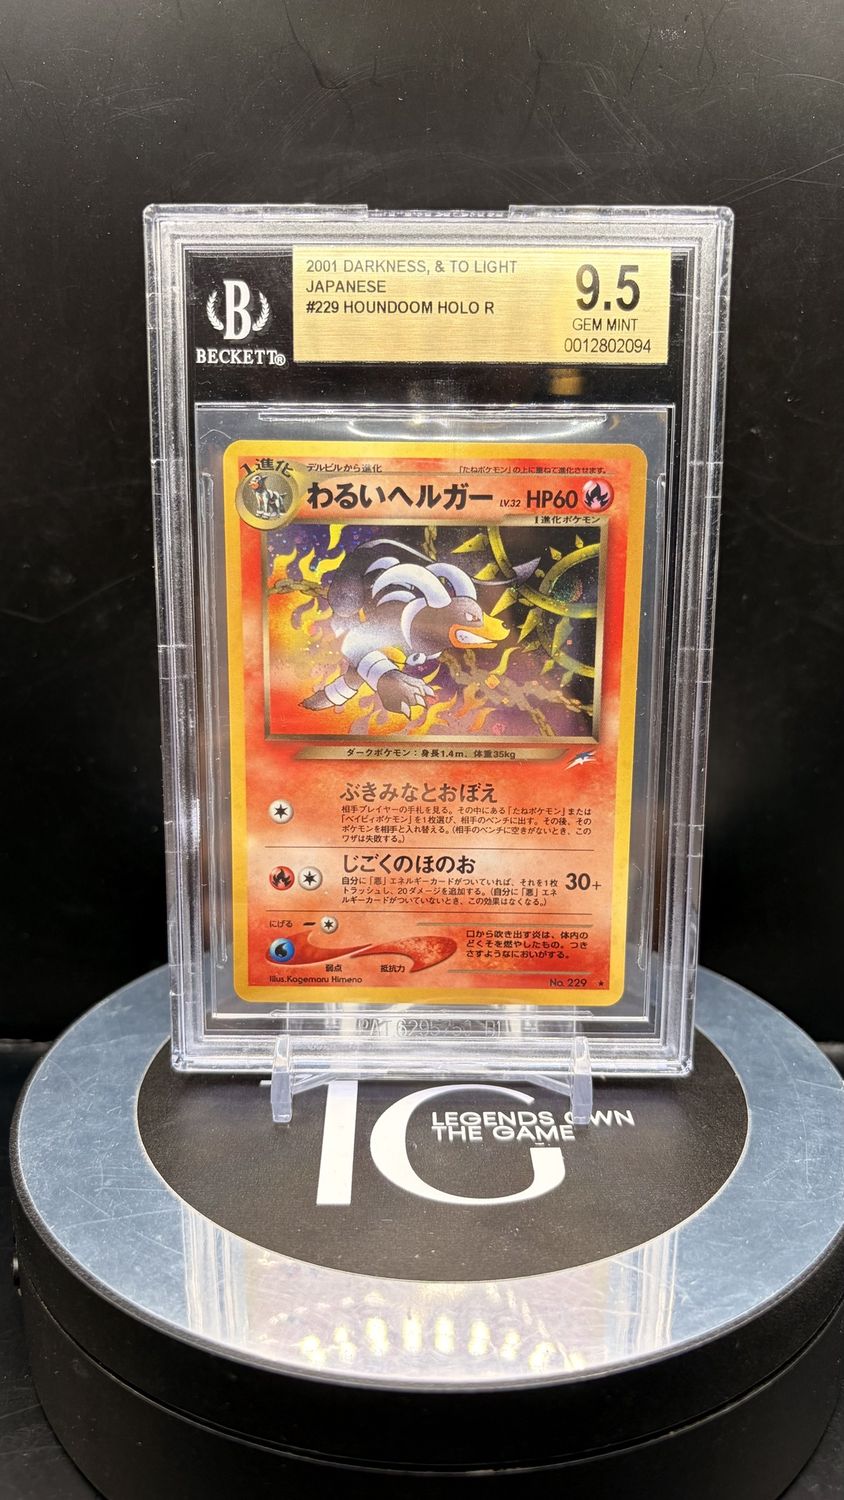 2001 DARKNESS, & TO LIGHT
JAPANESE
#229 HOUNDOOM HOLO R
9.5
GEM MINT
0012802094
B
BECKETT®
1進化
デルビルから進化
「たねポケモン」の上に重ねて進化させます。
わるいヘルガー LV.32 HP60
1進化ポケモン
ダークポケモン：身長1.4m、体重35kg
ぶきみなとおぼえ
相手プレイヤーの手札を見る。その中にある「たねポケモン」または
「ベイビィポケモン」を1枚選び、相手のベンチに出す。その後、その
ポケモンを相手と入れ替える。（相手のベンチに空きがないとき、この
ワザは失敗する。）
じごくのほのお
30+
自分に「悪」エネルギーカードがついていれば、それを1枚
トラッシュし、20ダメージを追加する。（自分に「悪」エネ
ルギーカードがついていないとき、この効果はなくなる。）
にげる
弱点
抵抗力
口から吹き出す炎は、体内の
どくそを燃やしたもの。つき
さすようなにおいがする。
Illus.Kagemaru Himeno
No. 229 ★
LEGENDS OWN
THE GAME